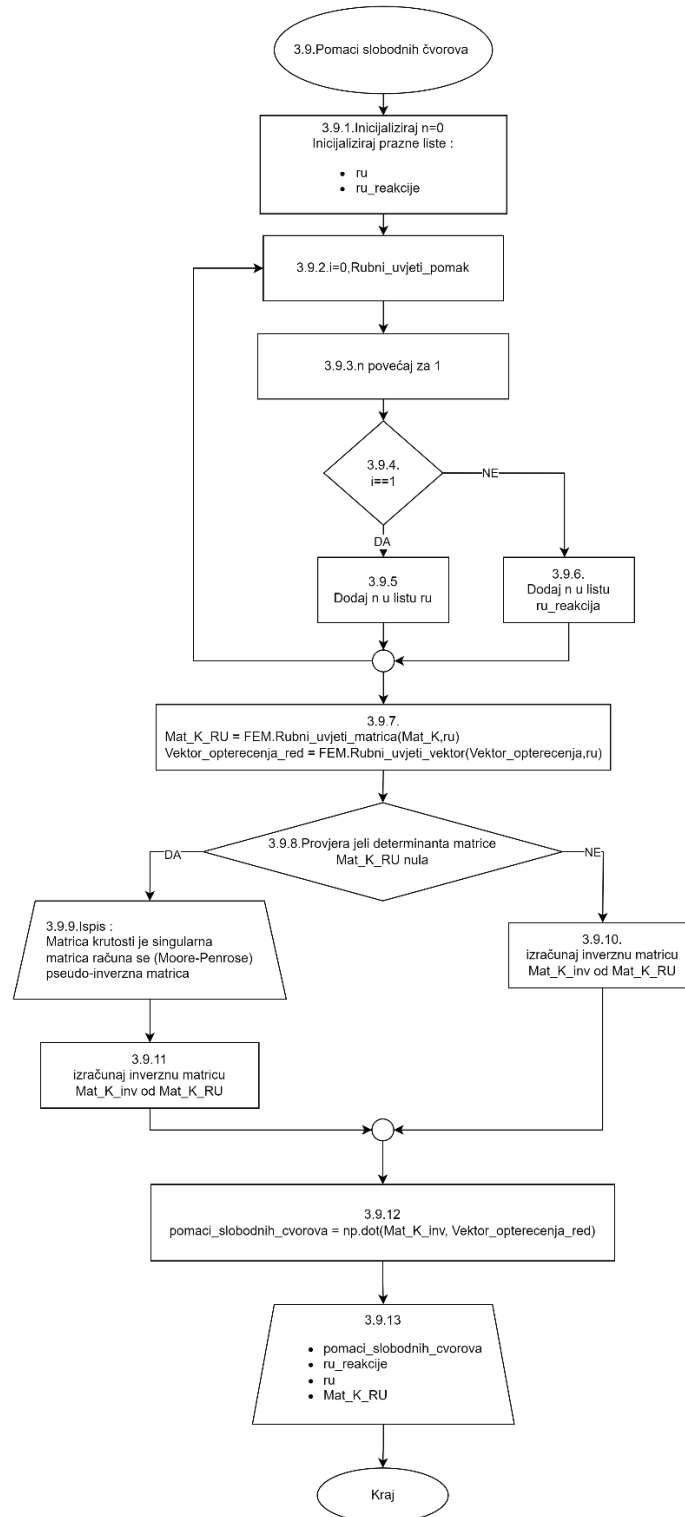 3.9.Pomaci slobodnih čvorova
3.9.1.Inicijaliziraj n=0
Inicijaliziraj prazne liste :
• ru
• ru_reakcije
3.9.2.i=0,Rubni_uvjeti_pomak
3.9.3.n povećaj za 1
3.9.4.
i==1
NE
DA
3.9.5
Dodaj n u listu ru
3.9.6.
Dodaj n u listu
ru_reakcija
3.9.7.
Mat_K_RU = FEM.Rubni_uvjeti_matrica(Mat_K,ru)
Vektor_opterecenja_red = FEM.Rubni_uvjeti_vektor(Vektor_opterecenja,ru)
3.9.8.Provjera jeli determinanta matrice
Mat_K_RU nula
DA
NE
3.9.9.Ispis :
Matrica krutosti je singularna
matrica računa se (Moore-Penrose)
pseudo-inverzna matrica
3.9.10.
izračunaj inverznu matricu
Mat_K_inv od Mat_K_RU
3.9.11
izračunaj inverznu matricu
Mat_K_inv od Mat_K_RU
3.9.12
pomaci_slobodnih_cvorova = np.dot(Mat_K_inv, Vektor_opterecenja_red)
3.9.13
• pomaci_slobodnih_cvorova
• ru_reakcije
• ru
• Mat_K_RU
Kraj